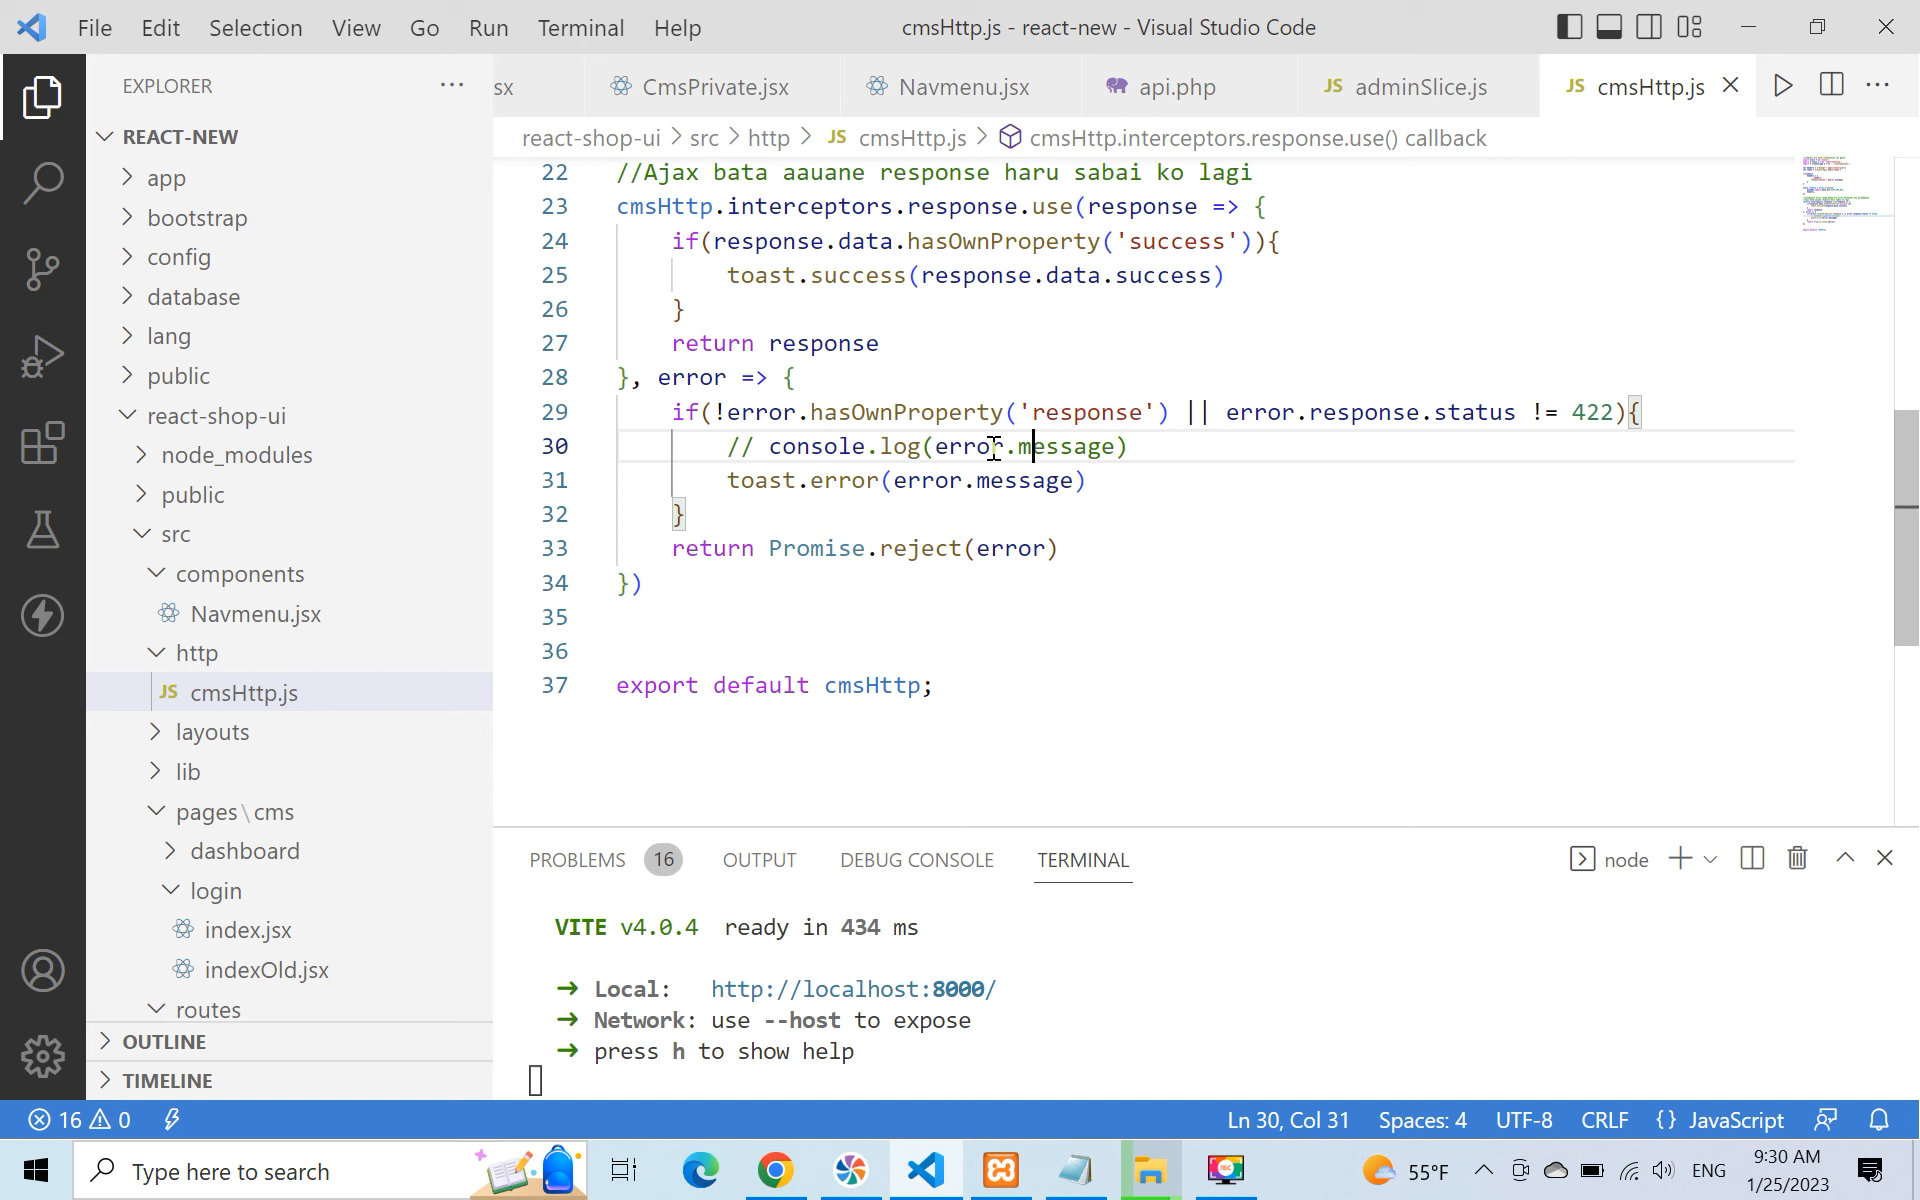 File Edit Selection View Go Run Terminal Help cmsHttp.js - react-new - Visual Studio Code
EXPLORER
sx CmsPrivate.jsx Navmenu.jsx api.php JS adminSlice.js JS cmsHttp.js
REACT-NEW
react-shop-ui > src > http > JS cmsHttp.js > cmsHttp.interceptors.response.use() callback
app
bootstrap
config
database
lang
public
react-shop-ui
node_modules
public
src
components
Navmenu.jsx
http
JS cmsHttp.js
layouts
lib
pages\cms
dashboard
login
index.jsx
indexOld.jsx
routes
OUTLINE
TIMELINE
22 //Ajax bata aauane response haru sabai ko lagi
23 cmsHttp.interceptors.response.use(response => {
24 if(response.data.hasOwnProperty('success')){
25 toast.success(response.data.success)
26 }
27 return response
28 }, error => {
29 if(!error.hasOwnProperty('response') || error.response.status != 422){
30 // console.log(error.message)
31 toast.error(error.message)
32 }
33 return Promise.reject(error)
34 })
35
36
37 export default cmsHttp;
PROBLEMS 16 OUTPUT DEBUG CONSOLE TERMINAL node
VITE v4.0.4 ready in 434 ms
➜ Local: http://localhost:8000/
➜ Network: use --host to expose
➜ press h to show help
16 0 Ln 30, Col 31 Spaces: 4 UTF-8 CRLF {} JavaScript
Type here to search 55°F ENG 9:30 AM
1/25/2023